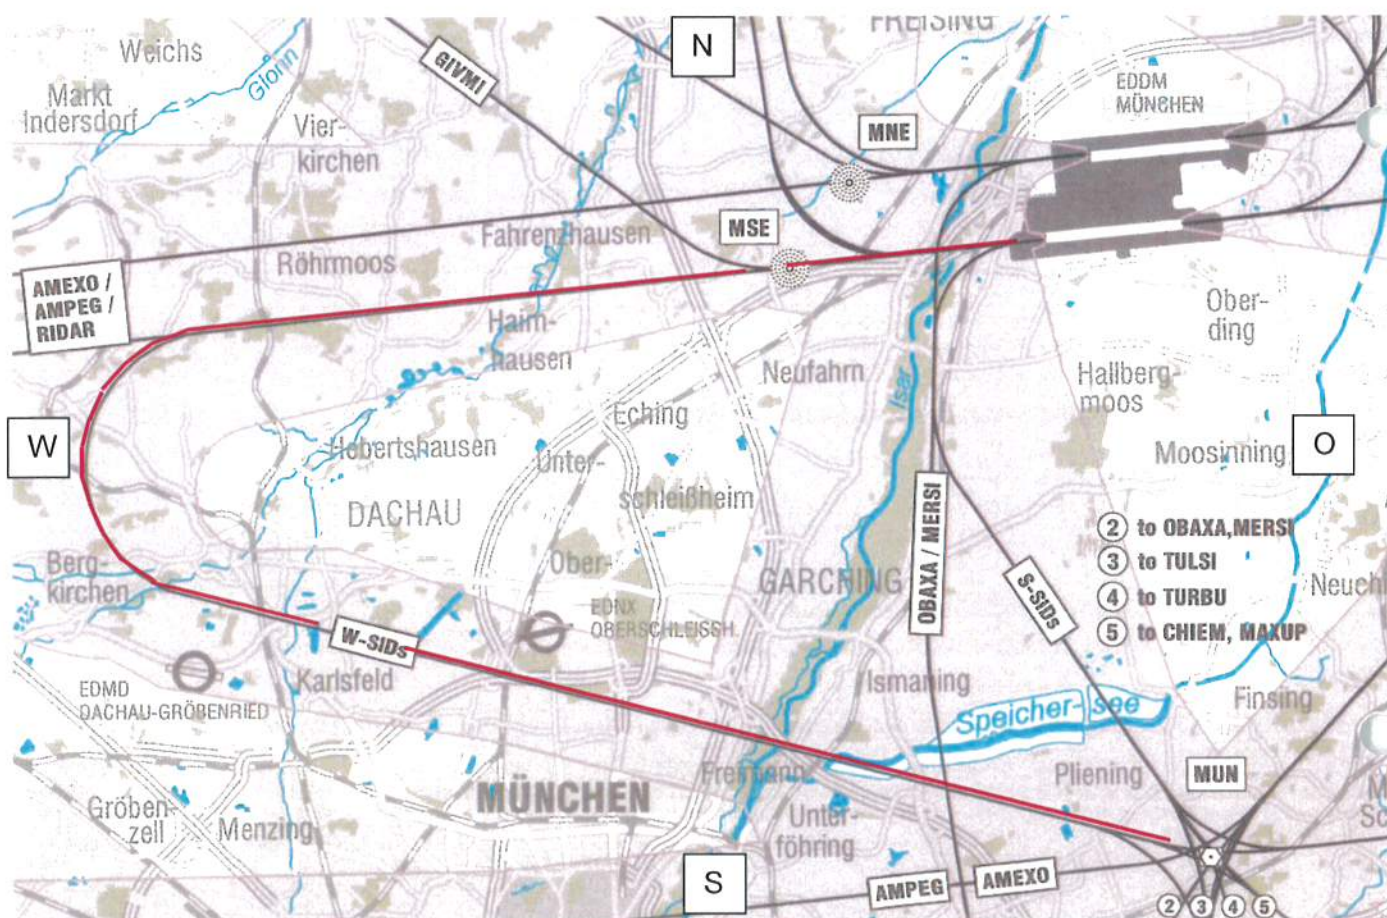 Weichs
Glonn
GIVMI
N
FREISING
EDDM
MÜNCHEN
Markt
Indersdorf
Vier-
kirchen
MNE
MSE
Fahrenzhausen
Röhrmoos
AMEXO /
AMPEG /
RIDAR
Haim-
hausen
Ober-
ding
Neufahrn
Isar
Hallberg-
moos
Eching
W
Hebertshausen
Unter-
schleißheim
Moosinning
O
DACHAU
OBAXA / MERSI
2 to OBAXA,MERSI
3 to TULSI
4 to TURBU
5 to CHIEM, MAXUP
Berg-
kirchen
Ober-
GARCHING
S-SIDs
Neuch
EDNX
OBERSCHLEISSH.
W-SIDs
Karlsfeld
EDMD
DACHAU-GRÖBENRIED
Ismaning
Speicher-see
Finsing
Freimann
Pliening
MUN
MÜNCHEN
Gröben-
zell
Menzing
Unter-
föhring
M
Sc
S
AMPEG
AMEXO
2 3 4 5